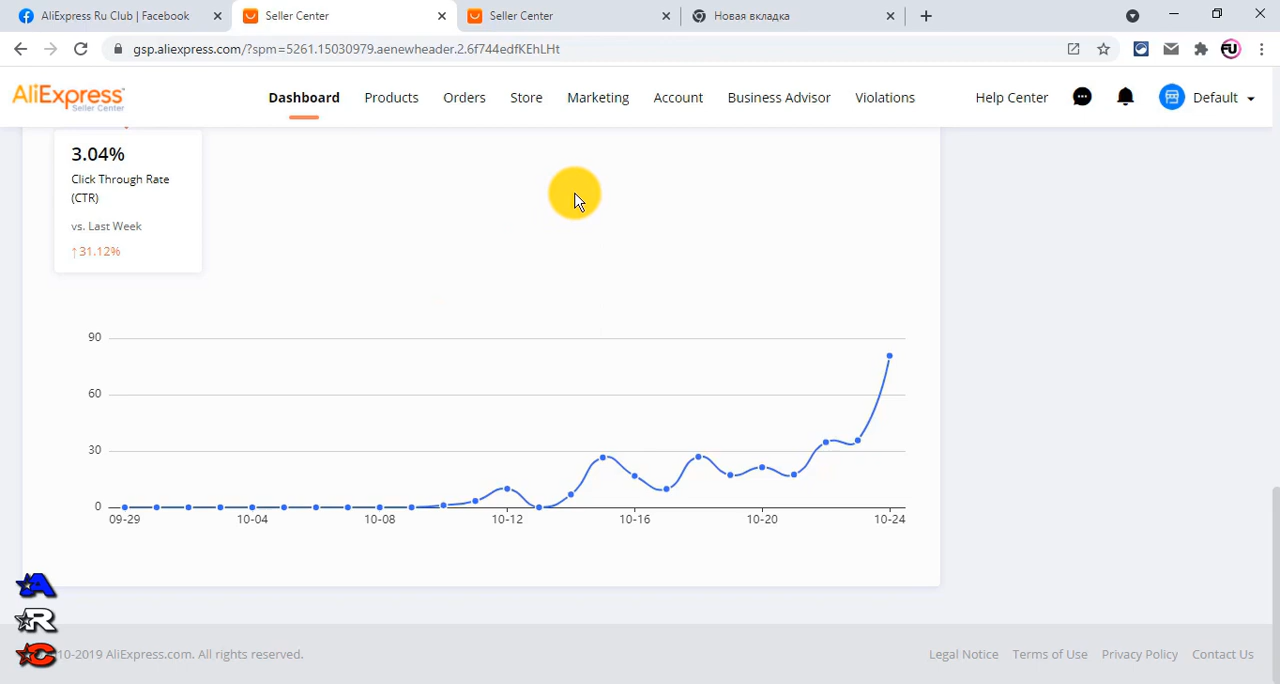 AliExpress Ru Club | Facebook
Seller Center
Seller Center
Новая вкладка
gsp.aliexpress.com/?spm=5261.15030979.aenewheader.2.6f744edfKEhLHt
AliExpress
Seller Center
Dashboard
Products
Orders
Store
Marketing
Account
Business Advisor
Violations
Help Center
Default
3.04%
Click Through Rate
(CTR)
vs. Last Week
↑31.12%
90
60
30
0
09-29
10-04
10-08
10-12
10-16
10-20
10-24
A
R
C
10-2019 AliExpress.com. All rights reserved.
Legal Notice
Terms of Use
Privacy Policy
Contact Us